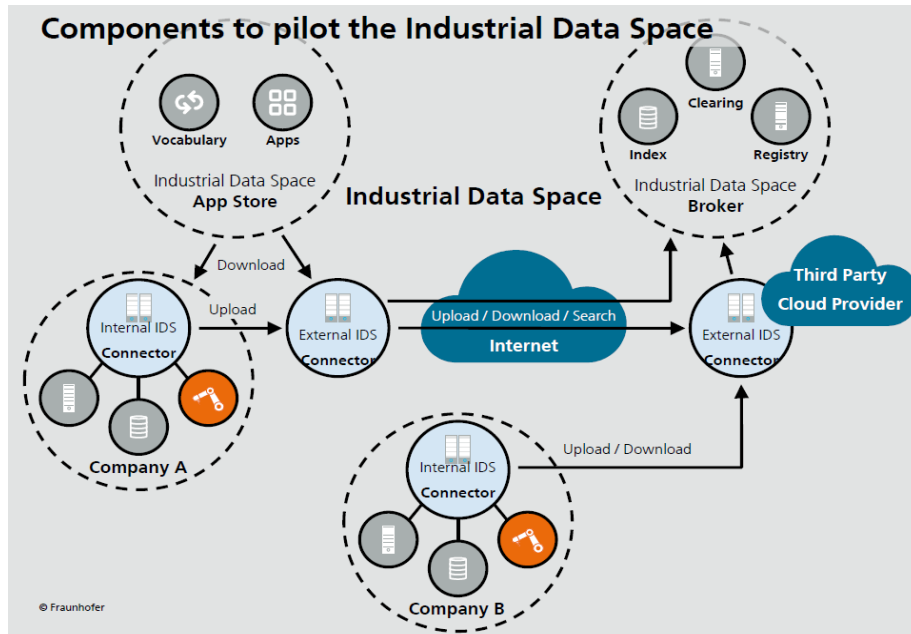 Components to pilot the Industrial Data Space
Vocabulary
Apps
Industrial Data Space
App Store
Clearing
Index
Registry
Industrial Data Space
Broker
Industrial Data Space
Download
Upload
Internal IDS
Connector
Company A
External IDS
Connector
Upload / Download / Search
Internet
External IDS
Connector
Third Party
Cloud Provider
Internal IDS
Connector
Upload / Download
Company B
© Fraunhofer